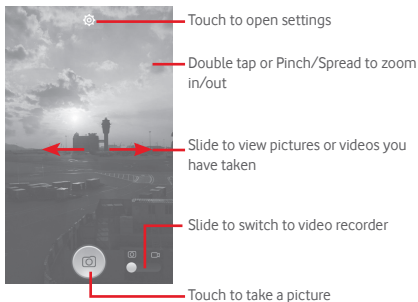 Touch to open settings
Double tap or Pinch/Spread to zoom
in/out
Slide to view pictures or videos you
have taken
Slide to switch to video recorder
Touch to take a picture